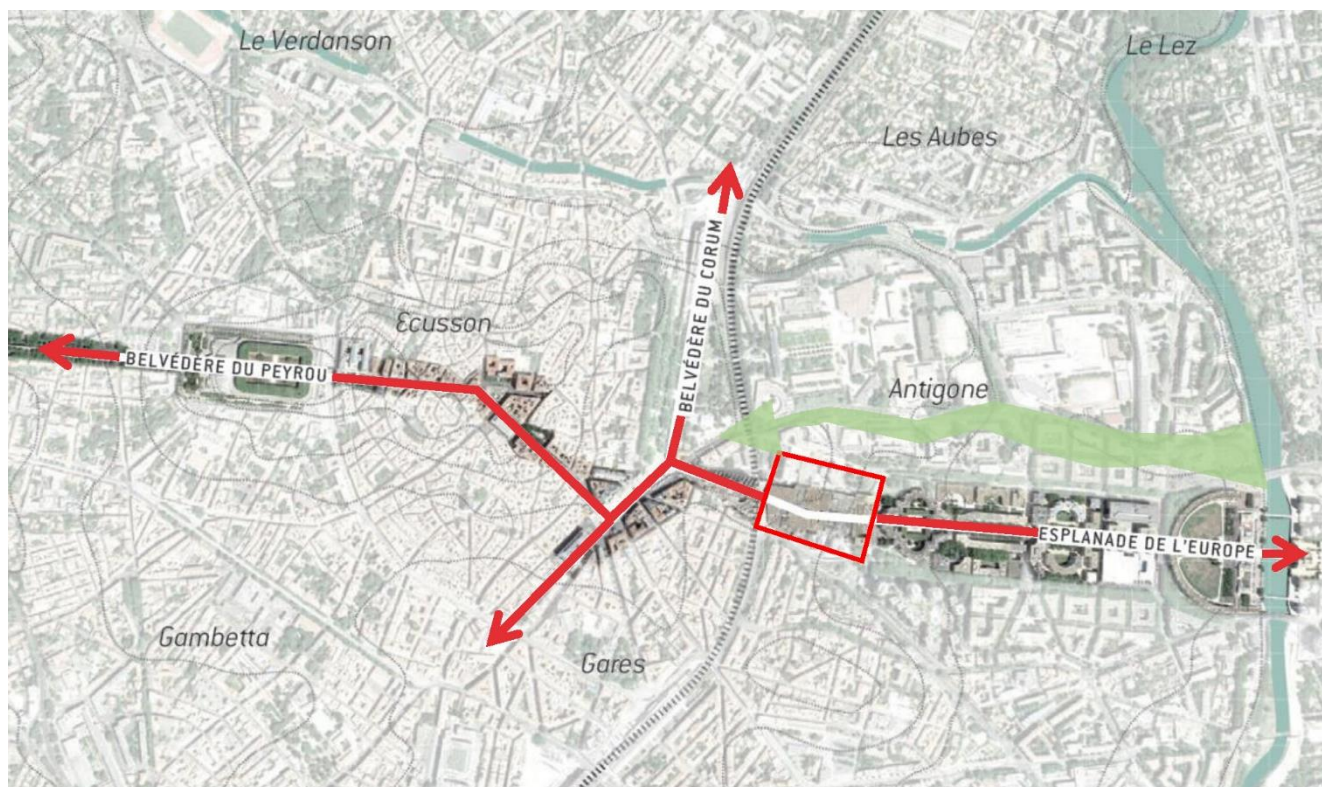 Le Verdanson
Le Lez
Les Aubes
BELVÉDÈRE DU CORUM
Ecusson
BELVÉDÈRE DU PEYROU
Antigone
ESPLANADE DE L'EUROPE
Gambetta
Gares